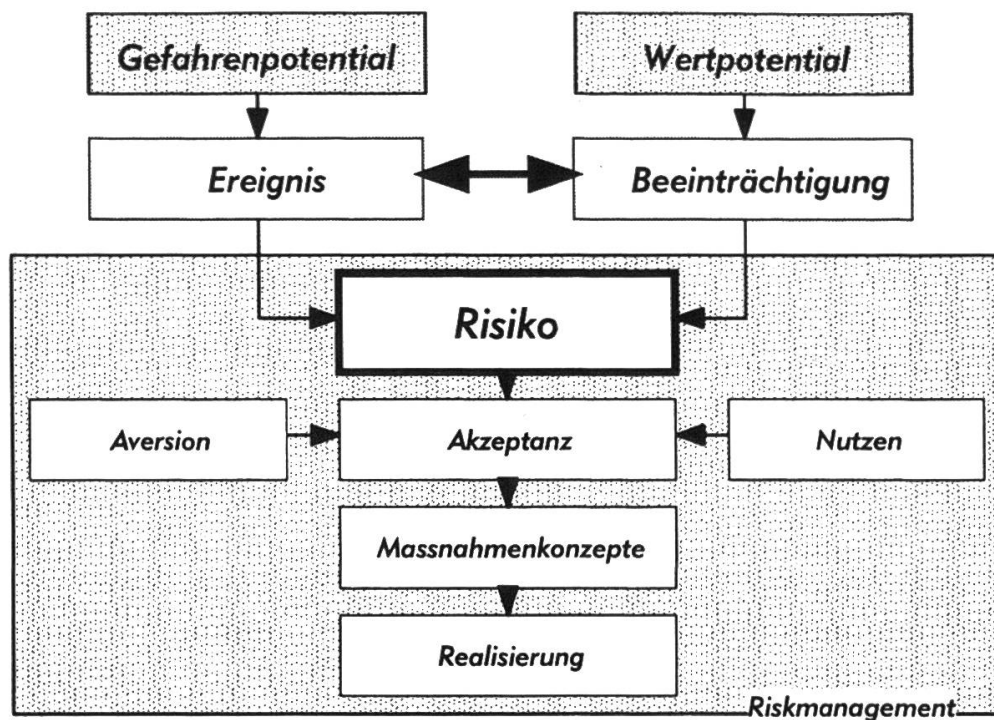 Gefahrenpotential
Wertpotential
Ereignis
Beeinträchtigung
Risiko
Aversion
Akzeptanz
Nutzen
Massnahmenkonzepte
Realisierung
Riskmanagement